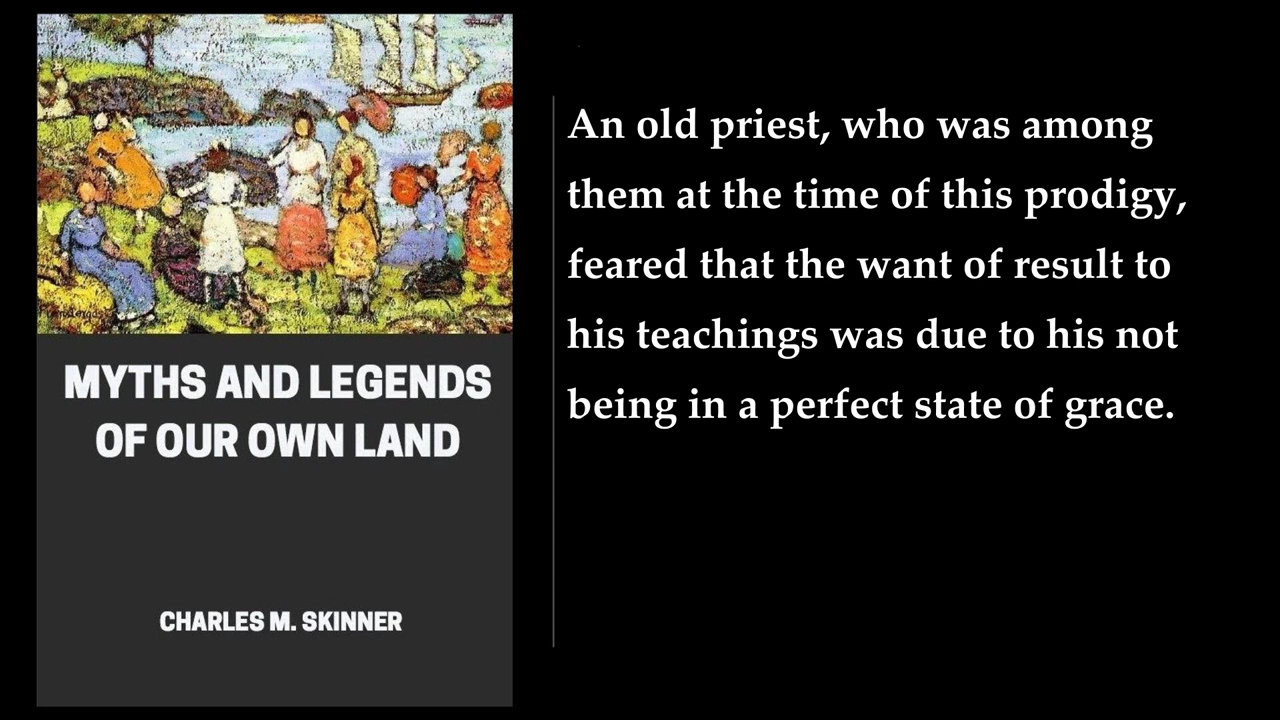 MYTHS AND LEGENDS
OF OUR OWN LAND
CHARLES M. SKINNER
An old priest, who was among
them at the time of this prodigy,
feared that the want of result to
his teachings was due to his not
being in a perfect state of grace.